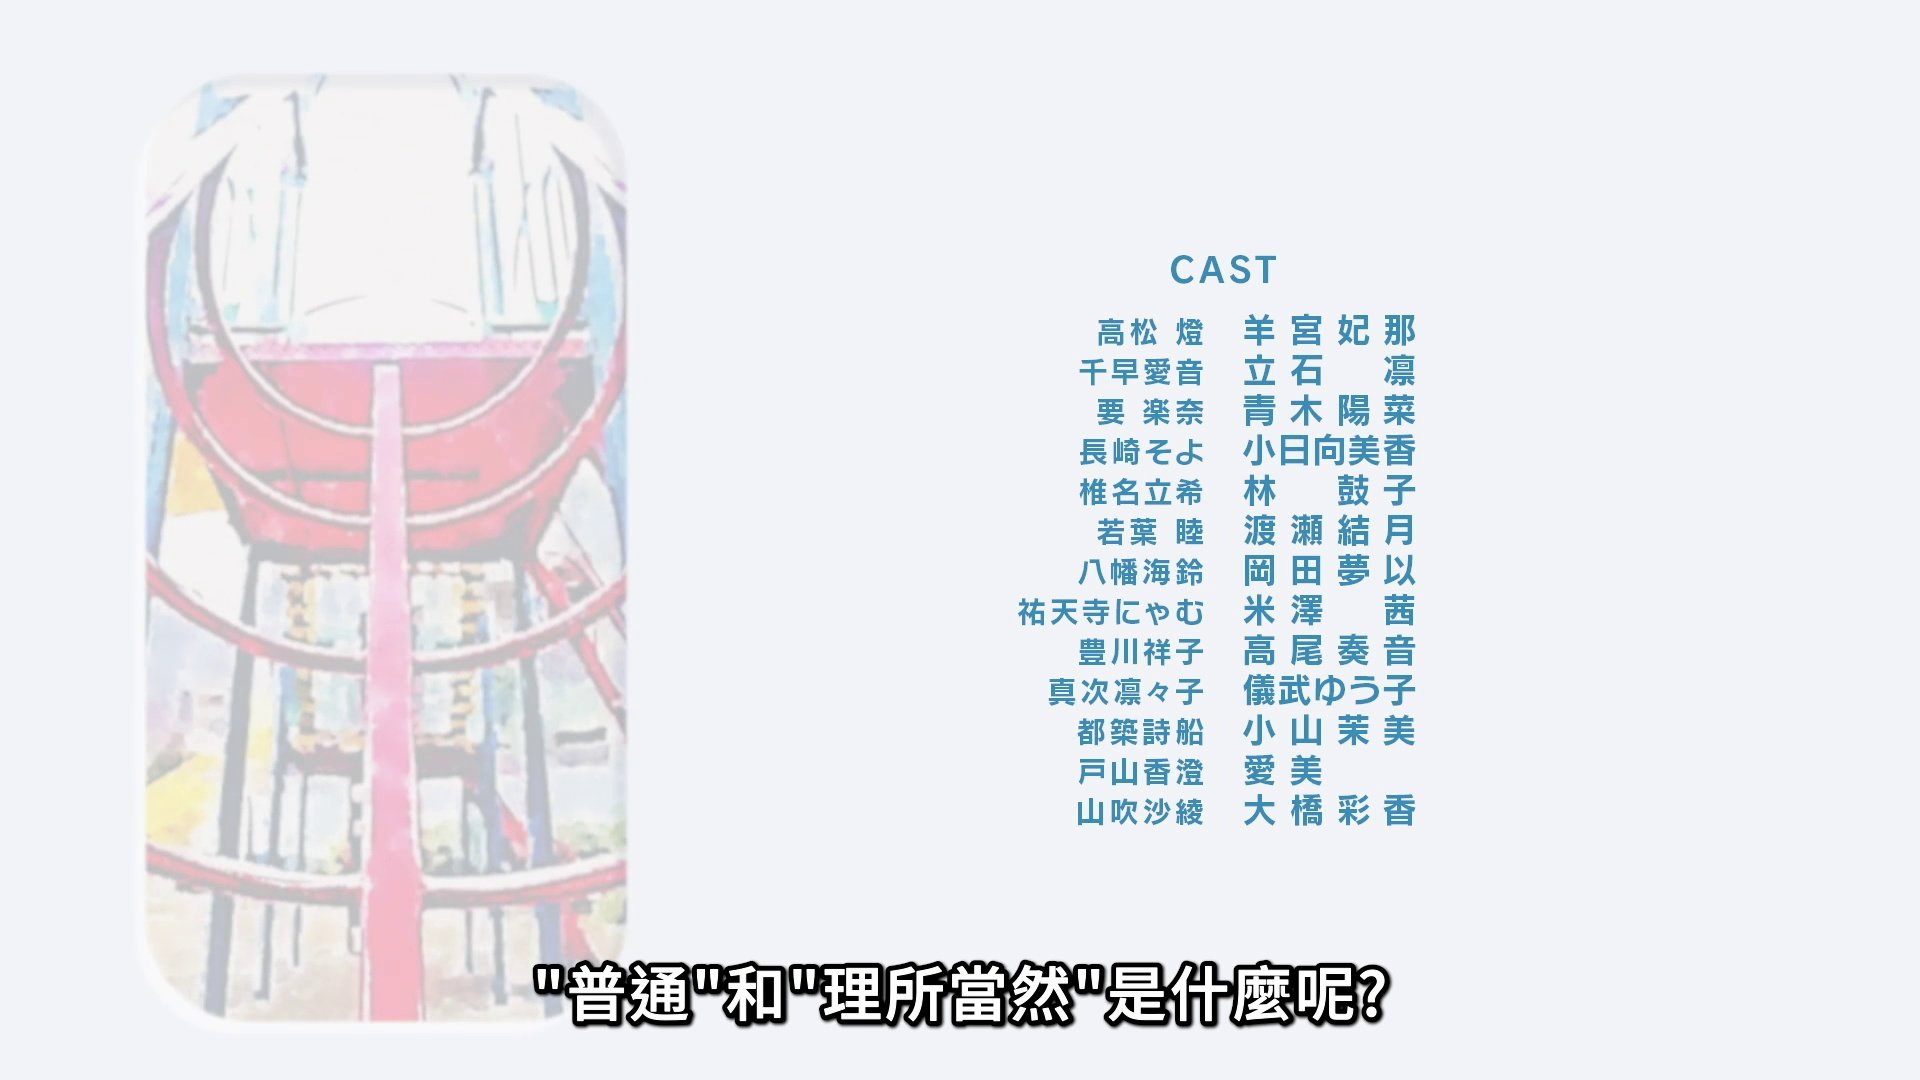 CAST
高松 燈 羊宮妃那
千早愛音 立石 凛
要 楽奈 青木陽菜
長崎そよ 小日向美香
椎名立希 林 鼓子
若葉 睦 渡瀬結月
八幡海鈴 岡田夢以
祐天寺にゃむ 米澤 茜
豊川祥子 高尾奏音
真次凛々子 儀武ゆう子
都築詩船 小山茉美
戸山香澄 愛美
山吹沙綾 大橋彩香
"普通"和"理所當然"是什麼呢?